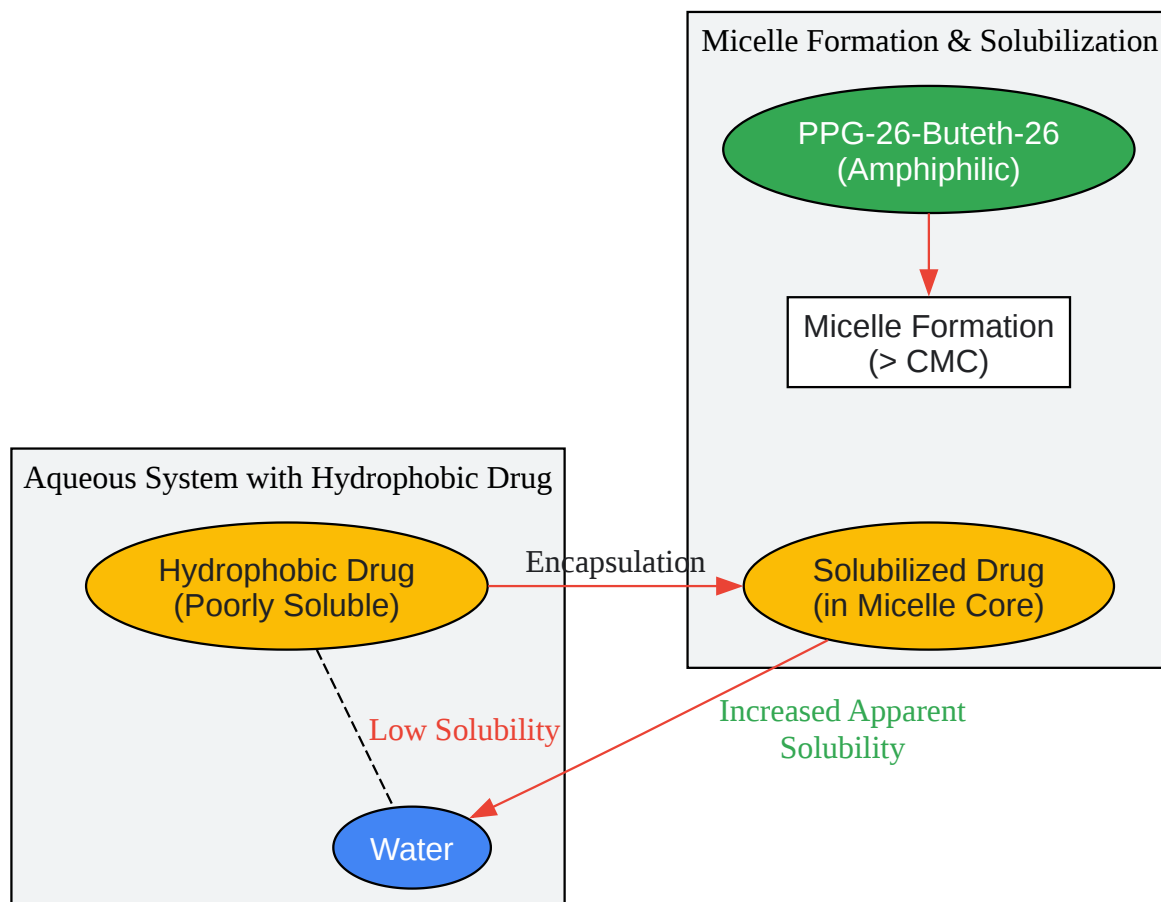 Micelle Formation & Solubilization
PPG-26-Buteth-26
(Amphiphilic)
Micelle Formation
(> CMC)
Aqueous System with Hydrophobic Drug
Hydrophobic Drug
(Poorly Soluble)
Encapsulation
Solubilized Drug
(in Micelle Core)
Low Solubility
Increased Apparent
Solubility
Water